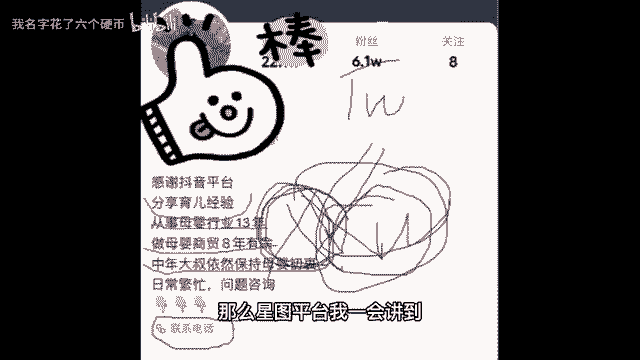 我名字花了六个硬币 bilibili
棒
粉丝 关注
6.1w 8
1w
感谢抖音平台
分享育儿经验
从事母婴行业13年
做母婴商贸8年有余
中年大叔依然保持母婴初衷
日常繁忙，问题咨询
👇👇👇
联系电话
那么星图平台我一会讲到